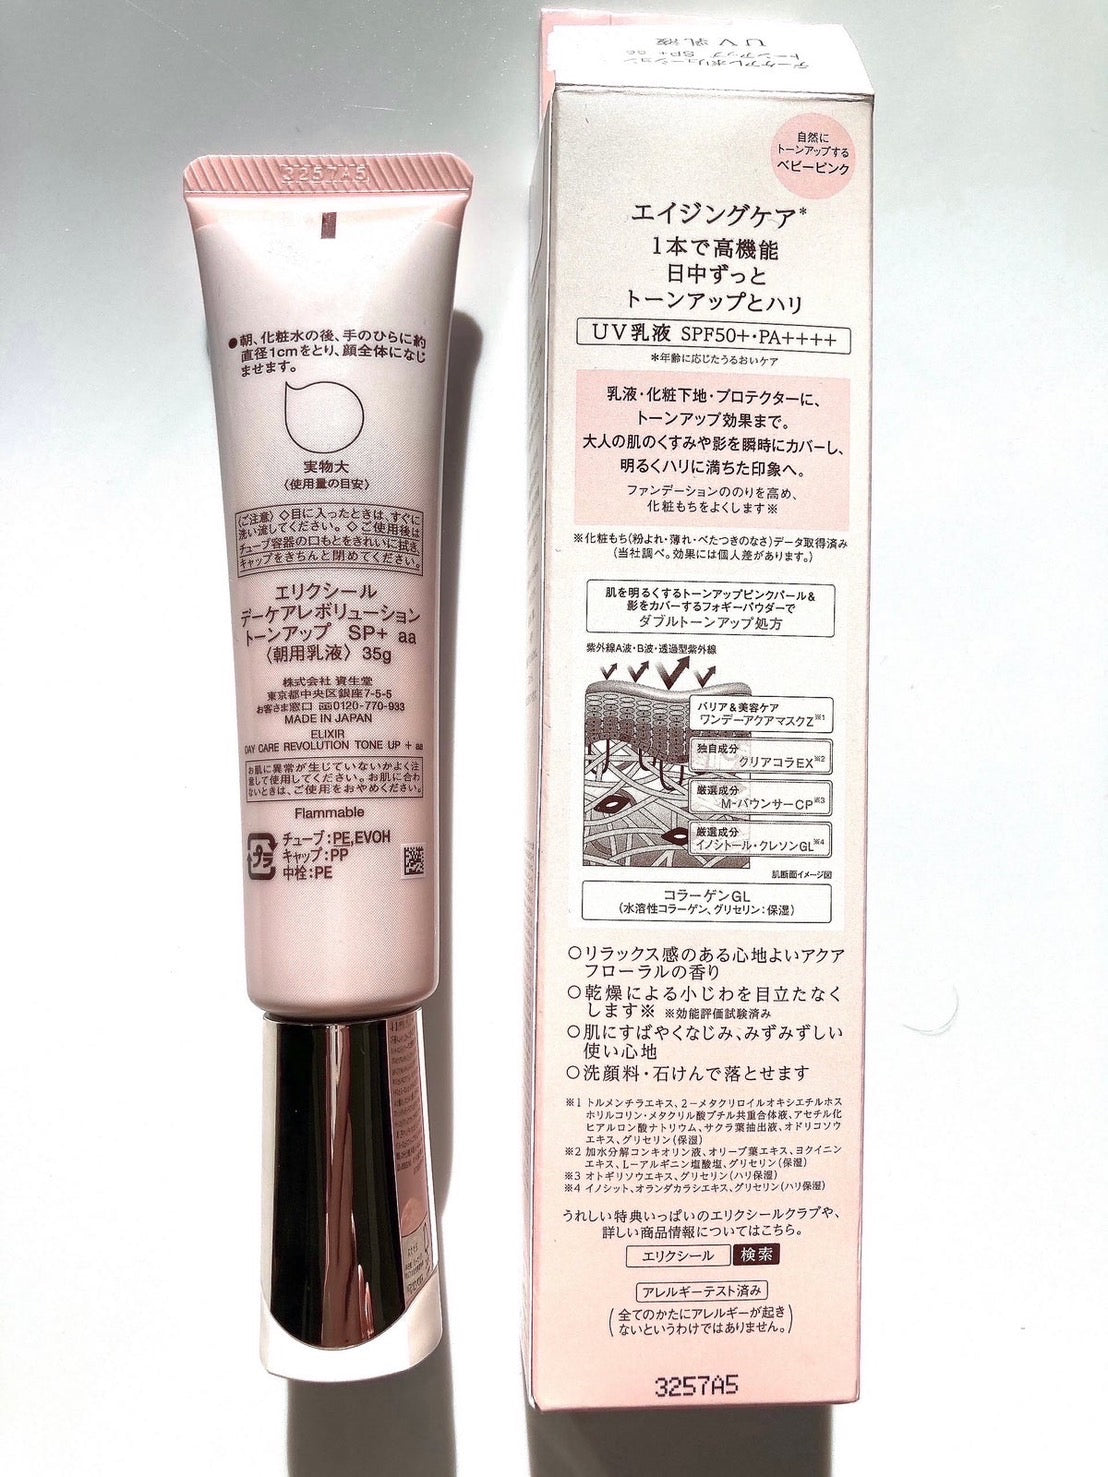 3257A5
●朝、化粧水の後、手のひらに約
直径1cmをとり、顔全体になじ
ませます。
実物大
〈使用量の目安〉
〈ご注意〉◇目に入ったときは、すぐに
洗い流してください。◇ご使用後は
チューブ容器の口もとをきれいに拭き、
キャップをきちんと閉めてください。
エリクシール
デーケアレボリューション
トーンアップ SP+ aa
〈朝用乳液〉35g
株式会社 資生堂
東京都中央区銀座7-5-5
お客さま窓口 0120-770-933
MADE IN JAPAN
ELIXIR
DAY CARE REVOLUTION TONE UP + aa
お肌に異常が生じていないかよく注
意して使用してください。お肌に合わ
ないときは、ご使用をおやめください。
Flammable
プラ
チューブ:PE,EVOH
キャップ:PP
中栓:PE
デーケアレボリューション
トーンアップ SP+ aa
UV乳液
自然に
トーンアップする
ベビーピンク
エイジングケア*
1本で高機能
日中ずっと
トーンアップとハリ
UV乳液 SPF50+・PA++++
*年齢に応じたうるおいケア
乳液・化粧下地・プロテクターに、
トーンアップ効果まで。
大人の肌のくすみや影を瞬時にカバーし、
明るくハリに満ちた印象へ。
ファンデーションののりを高め、
化粧もちをよくします※
※化粧もち(粉よれ・薄れ・べたつきのなさ)データ取得済み
(当社調べ。効果には個人差があります。)
肌を明るくするトーンアップピンクパール&
影をカバーするフォギーパウダーで
ダブルトーンアップ処方
紫外線A波・B波・透過型紫外線
バリア&美容ケア
ワンデーアクアマスクZ※1
独自成分
クリアコラEX※2
厳選成分
M-バウンサーCP※3
厳選成分
イノシトール・クレソンGL※4
肌断面イメージ図
コラーゲンGL
(水溶性コラーゲン、グリセリン:保湿)
○リラックス感のある心地よいアクア
フローラルの香り
○乾燥による小じわを目立たなく
します※ ※効能評価試験済み
○肌にすばやくなじみ、みずみずしい
使い心地
○洗顔料・石けんで落とせます
※1 トルメンチラエキス、2-メタクリロイルオキシエチルホス
ホリルコリン・メタクリル酸ブチル共重合体液、アセチル化
ヒアルロン酸ナトリウム、サクラ葉抽出液、オドリコソウ
エキス、グリセリン(保湿)
※2 加水分解コンキオリン液、オリーブ葉エキス、ヨクイニン
エキス、L-アルギニン塩酸塩、グリセリン(保湿)
※3 オトギリソウエキス、グリセリン(ハリ保湿)
※4 イノシット、オランダカラシエキス、グリセリン(ハリ保湿)
うれしい特典いっぱいのエリクシールクラブや、
詳しい商品情報についてはこちら。
エリクシール 検索
アレルギーテスト済み
(全てのかたにアレルギーが起き
ないというわけではありません。)
3257A5